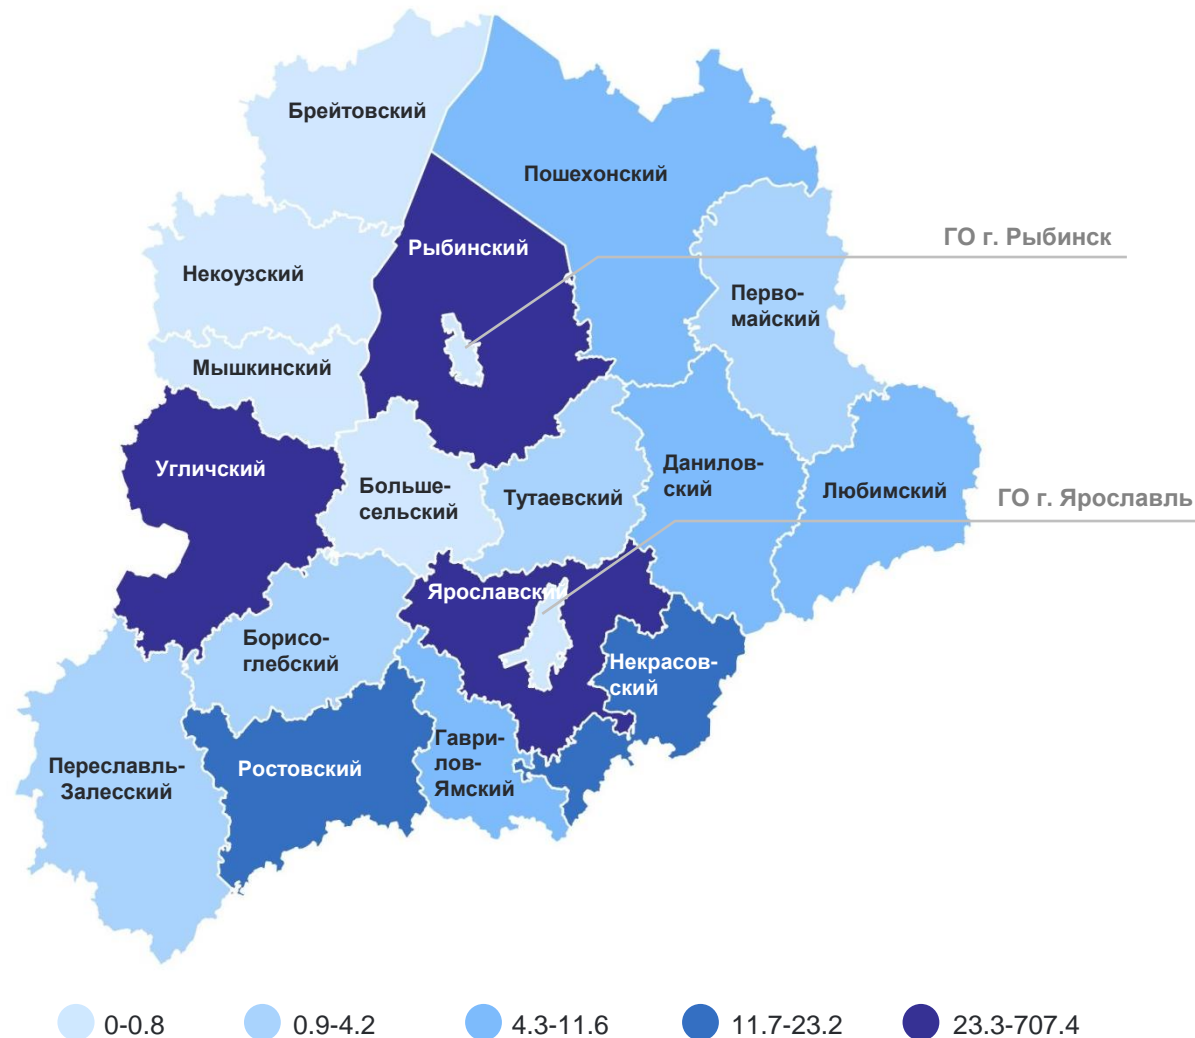 Брейтовский
Пошехонский
ГО г. Рыбинск
Рыбинский
Некоузский
Перво-
майский
Мышкинский
Угличский
Больше-
сельский
Тутаевский
Данилов-
ский
Любимский
ГО г. Ярославль
Ярославский
Борисо-
глебский
Некрасов-
ский
Гаври-
лов-
Ямский
Ростовский
Переславль-
Залесский
0-0.8
0.9-4.2
4.3-11.6
11.7-23.2
23.3-707.4